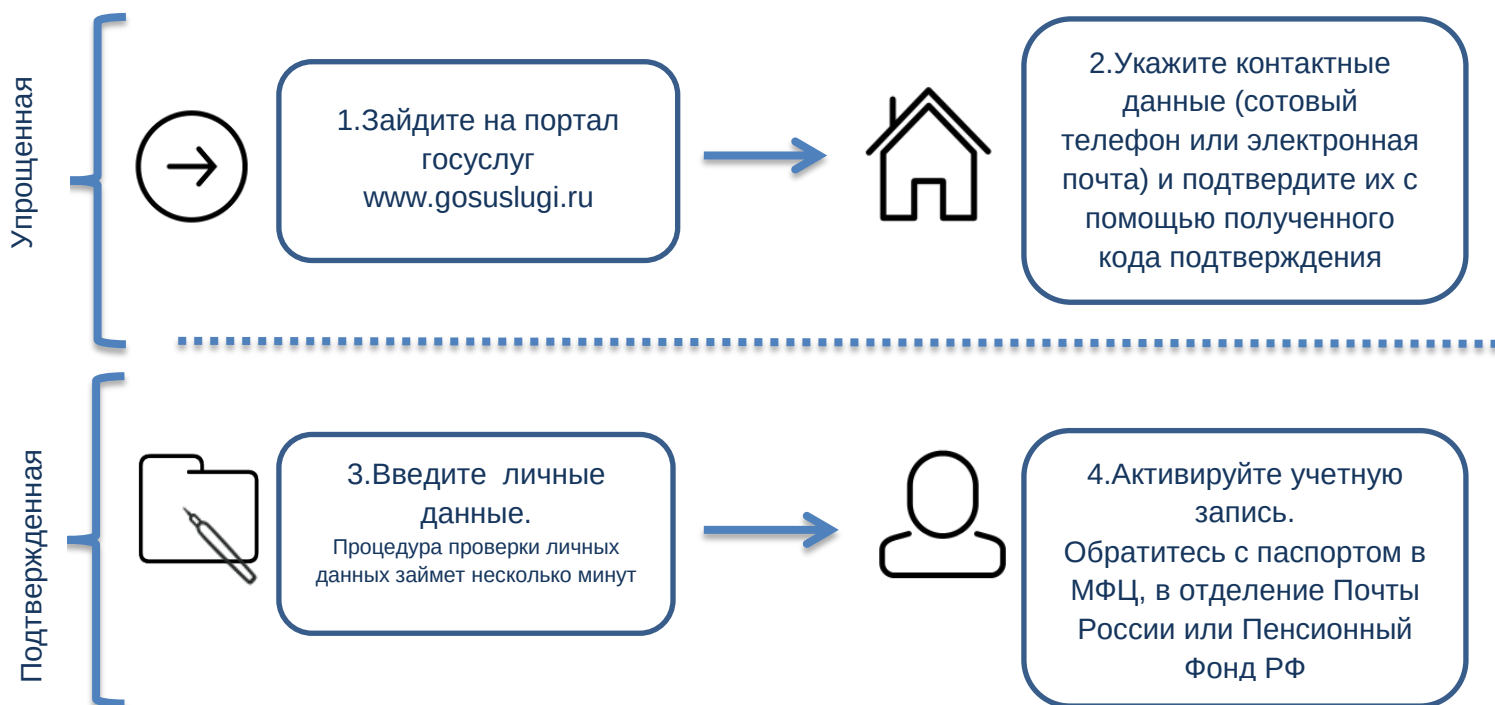 Упрощенная
1.Зайдите на портал
госуслуг
www.gosuslugi.ru
2.Укажите контактные
данные (сотовый
телефон или электронная
почта) и подтвердите их с
помощью полученного
кода подтверждения
Подтвержденная
3.Введите личные
данные.
Процедура проверки личных
данных займет несколько минут
4.Активируйте учетную
запись.
Обратитесь с паспортом в
МФЦ, в отделение Почты
России или Пенсионный
Фонд РФ